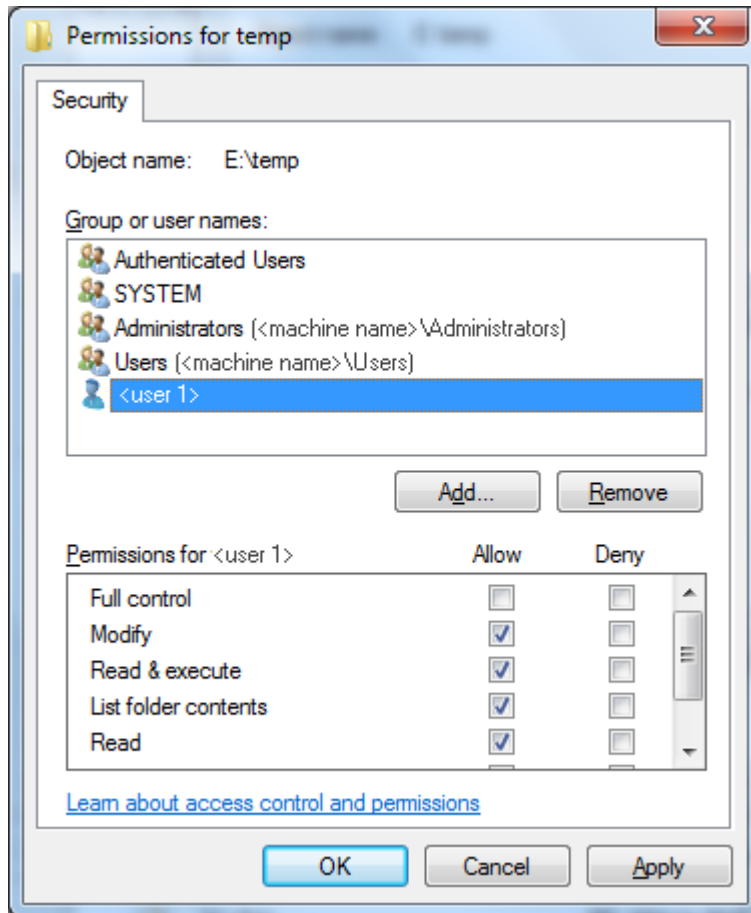 Permissions for temp
Security
Object name: E:\temp
Group or user names:
Authenticated Users
SYSTEM
Administrators (<machine name>\Administrators)
Users (<machine name>\Users)
<user 1>
Add... Remove
Permissions for <user 1> Allow Deny
Full control
Modify
Read & execute
List folder contents
Read
Learn about access control and permissions
OK Cancel Apply